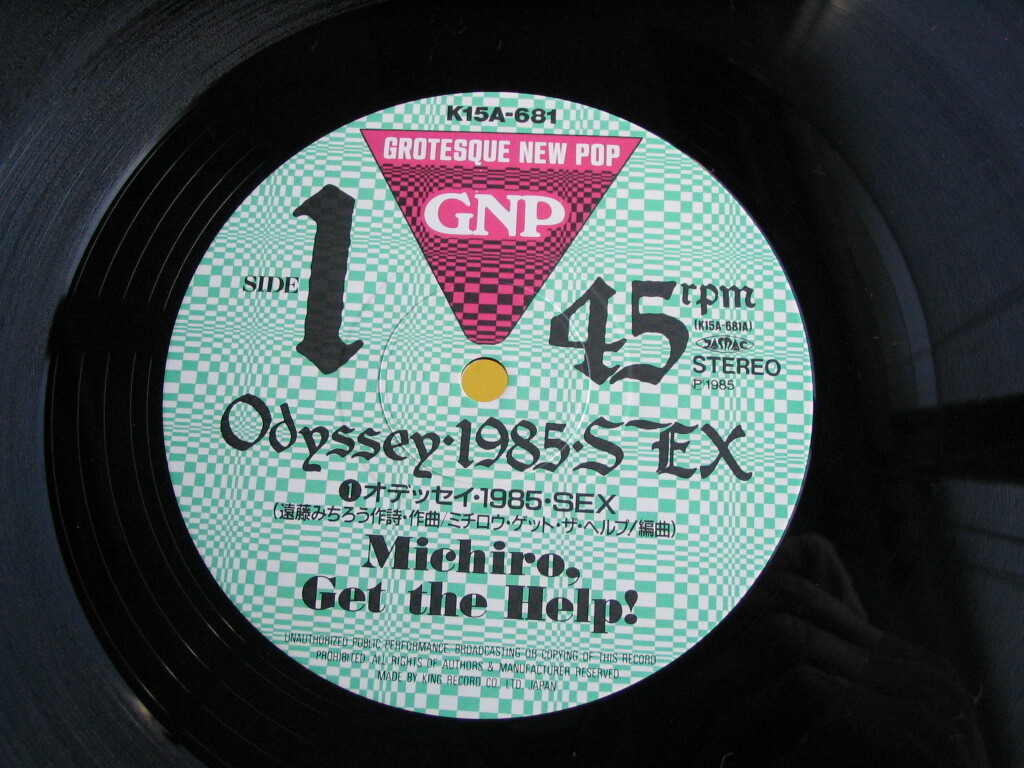 K15A-681
GROTESQUE NEW POP
GNP
SIDE 1
45 rpm
(K15A-681A)
JASRAC
STEREO
P 1985
Odyssey·1985·SEX
❶オデッセイ·1985·SEX
(遠藤みちろう作詩·作曲/ミチロウ·ゲット·ザ·ヘルプ!編曲)
Michiro,
Get the Help!
UNAUTHORIZED PUBLIC PERFORMANCE, BROADCASTING OR COPYING OF THIS RECORD
PROHIBITED. ALL RIGHTS OF AUTHORS & MANUFACTURER RESERVED.
MADE BY KING RECORD CO., LTD. JAPAN